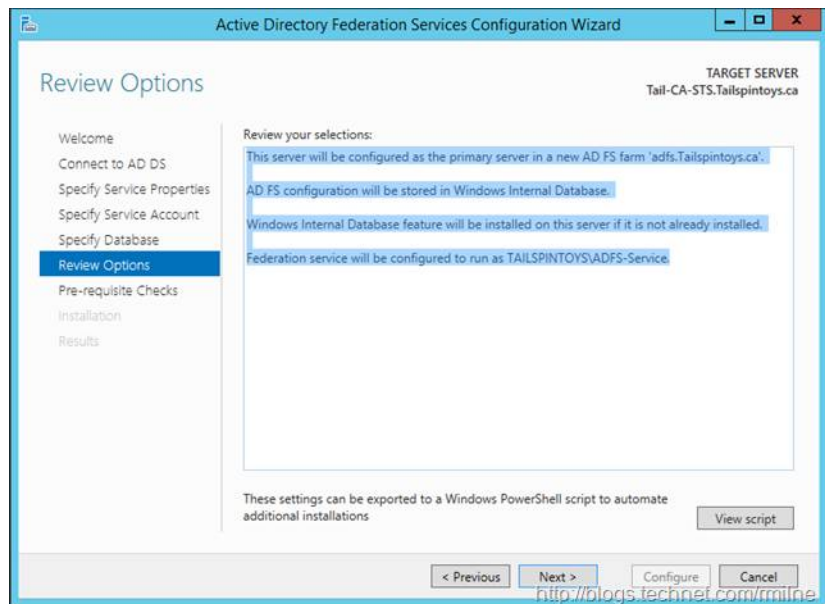 Active Directory Federation Services Configuration Wizard
Review Options
TARGET SERVER
Tail-CA-STS.Tailspintoys.ca
Welcome
Connect to AD DS
Specify Service Properties
Specify Service Account
Specify Database
Review Options
Pre-requisite Checks
Installation
Results
Review your selections:
This server will be configured as the primary server in a new AD FS farm 'adfs.Tailspintoys.ca'.
AD FS configuration will be stored in Windows Internal Database.
Windows Internal Database feature will be installed on this server if it is not already installed.
Federation service will be configured to run as TAILSPINTOYS\ADFS-Service.
These settings can be exported to a Windows PowerShell script to automate
additional installations
View script
< Previous
Next >
Configure
Cancel
http://blogs.technet.com/rmilne